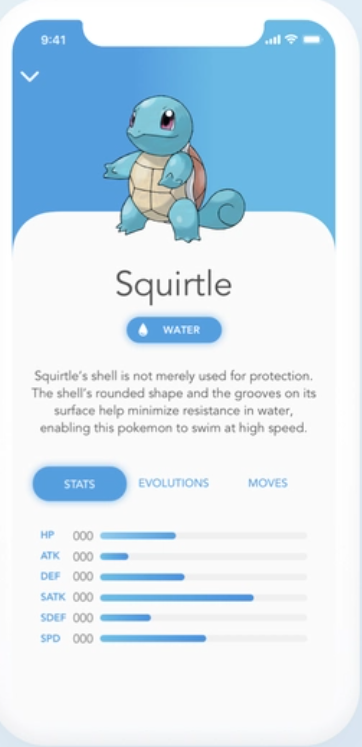 9:41
Squirtle
WATER
Squirtle's shell is not merely used for protection.
The shell's rounded shape and the grooves on its
surface help minimize resistance in water,
enabling this pokemon to swim at high speed.
STATS EVOLUTIONS MOVES
HP 000
ATK 000
DEF 000
SATK 000
SDEF 000
SPD 000